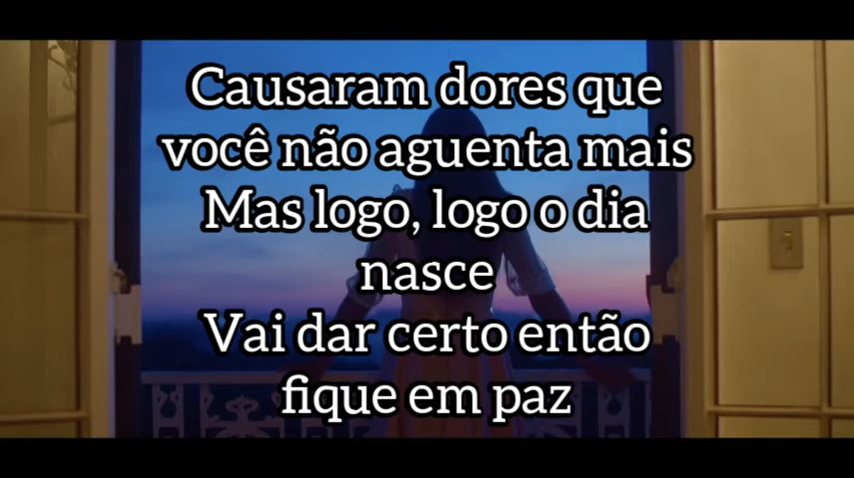 Causaram dores que
você não aguenta mais
Mas logo, logo o dia
nasce
Vai dar certo então
fique em paz